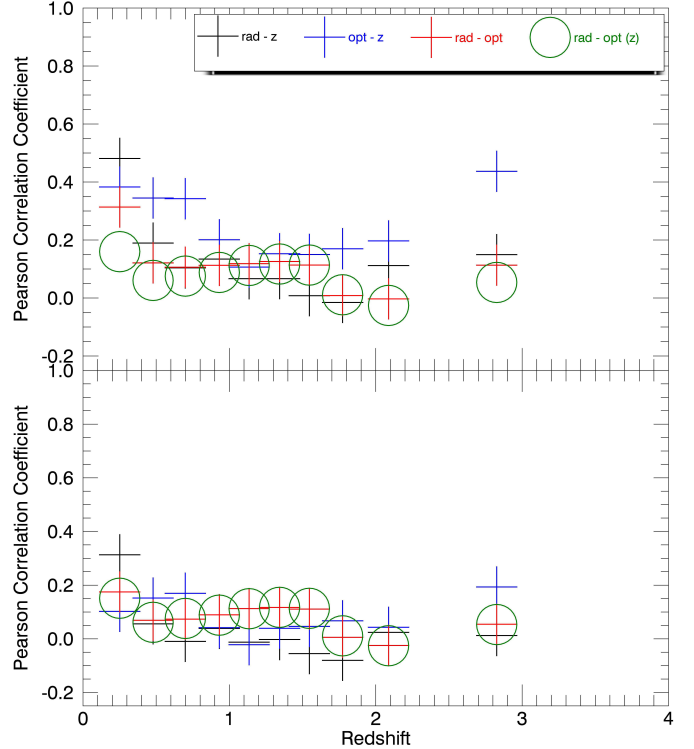 1.0
rad - z opt - z rad - opt rad - opt (z)
0.8
0.6
0.4
0.2
0.0
-0.2
Pearson Correlation Coefficient
1.0
0.8
0.6
0.4
0.2
0.0
-0.2
Pearson Correlation Coefficient
0 1 2 3 4
Redshift